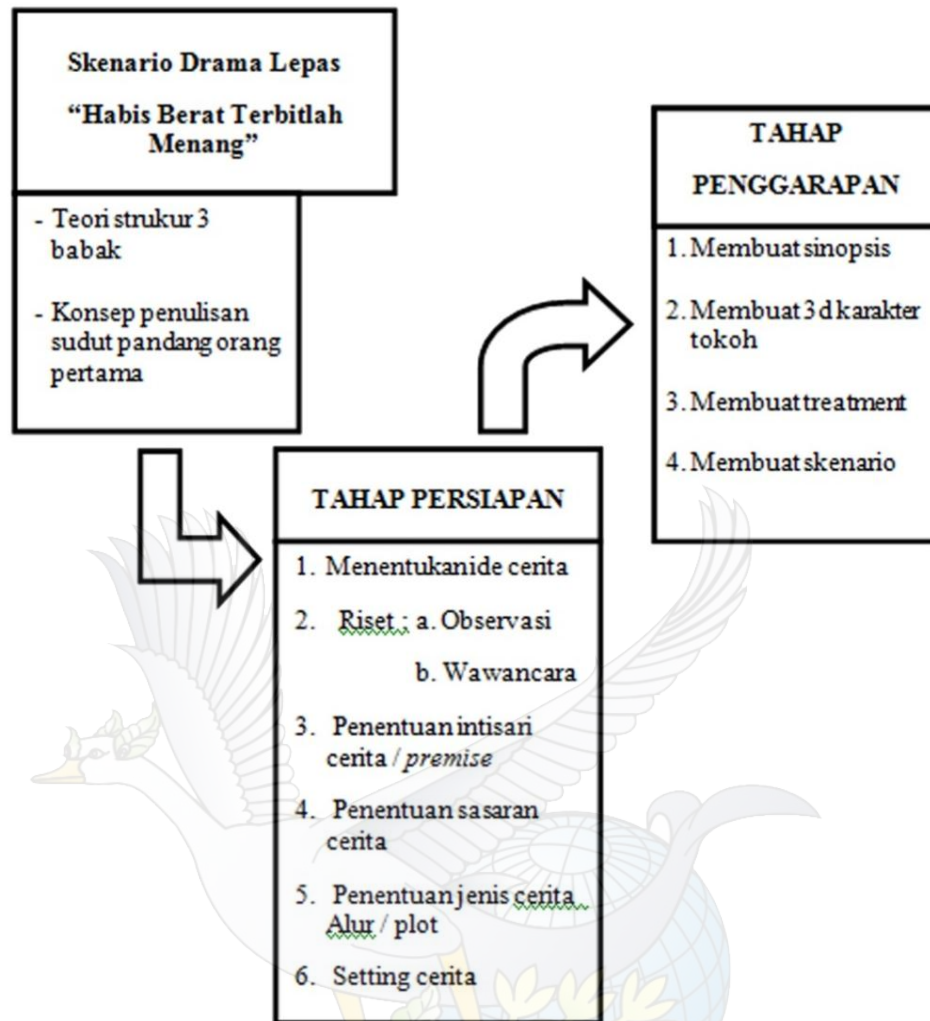 Skenario Drama Lepas
“Habis Berat Terbitlah
Menang”
- Teori strukur 3
babak
- Konsep penulisan
sudut pandang orang
pertama
TAHAP PERSIAPAN
1. Menentukan ide cerita
2. Riset ; a. Observasi
b. Wawancara
3. Penentuan intisari
cerita / premise
4. Penentuan sasaran
cerita
5. Penentuan jenis cerita
Alur / plot
6. Setting cerita
TAHAP
PENGGARAPAN
1. Membuat sinopsis
2. Membuat 3 d karakter
tokoh
3. Membuat treatment
4. Membuat skenario